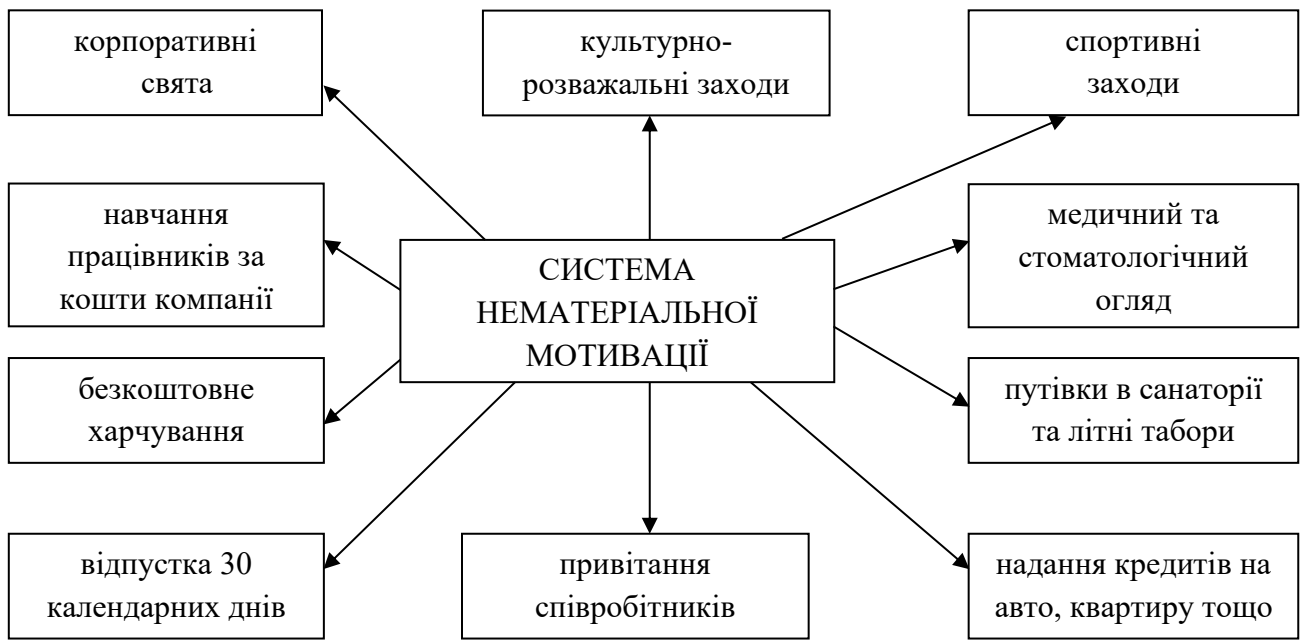 корпоративні
свята
культурно-
розважальні заходи
спортивні
заходи
навчання
працівників за
кошти компанії
СИСТЕМА
НЕМАТЕРІАЛЬНОЇ
МОТИВАЦІЇ
медичний та
стоматологічний
огляд
безкоштовне
харчування
путівки в санаторії
та літні табори
відпустка 30
календарних днів
привітання
співробітників
надання кредитів на
авто, квартиру тощо